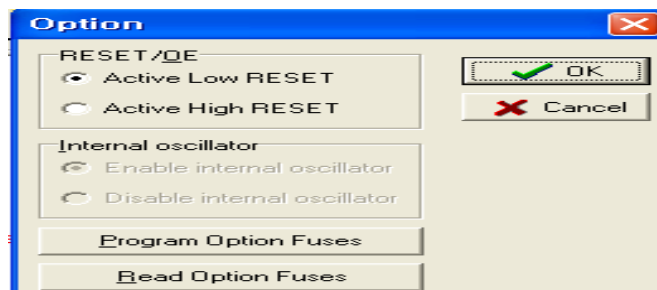 Option
RESET/OE
Active Low RESET
Active High RESET
OK
Cancel
Internal oscillator
Enable internal oscillator
Disable internal oscillator
Program Option Fuses
Read Option Fuses